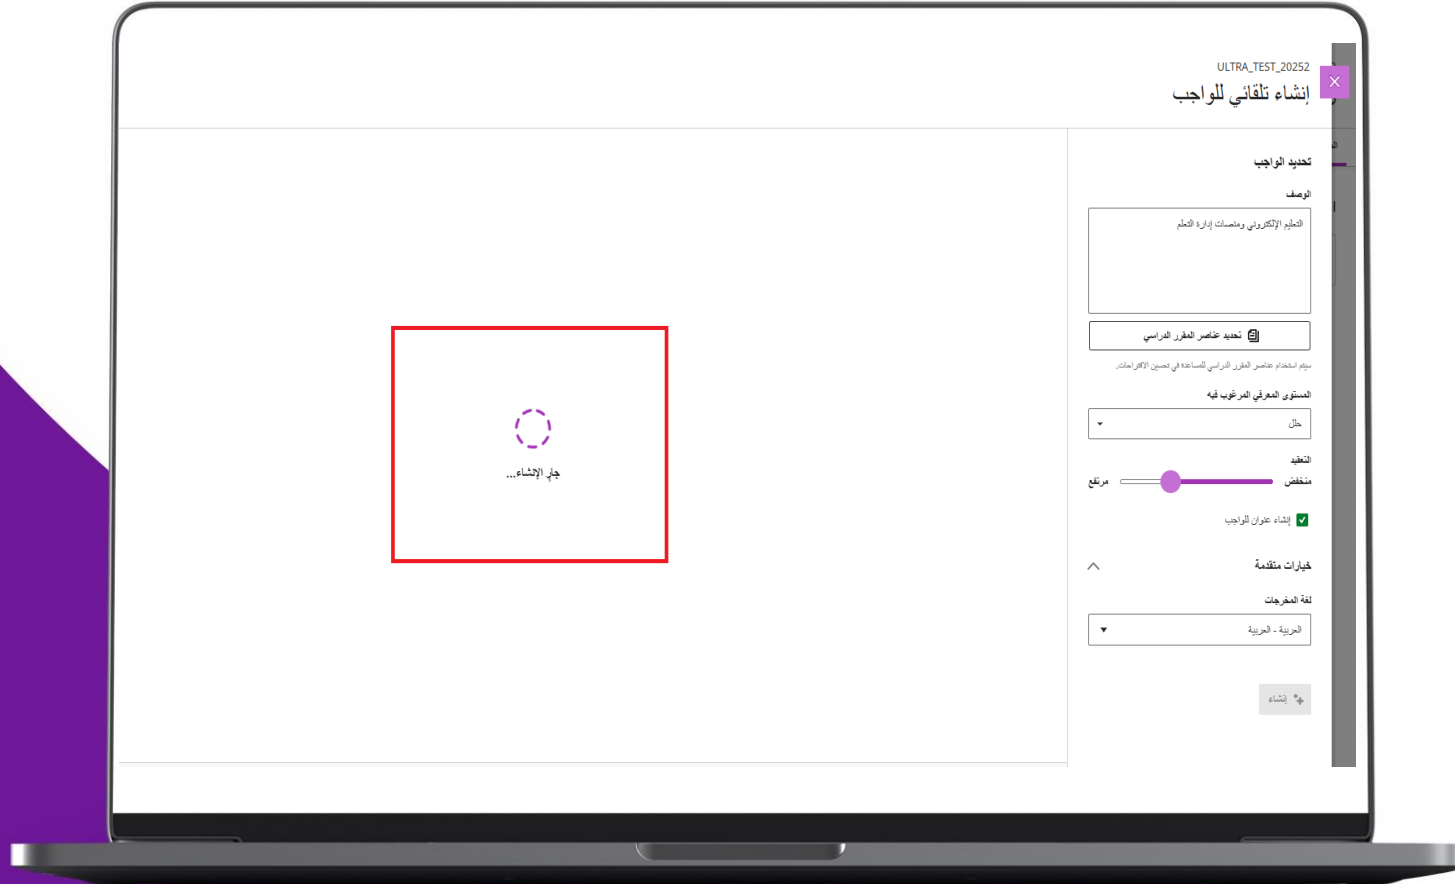 ULTRA_TEST_20252
إنشاء تلقائي للواجب
تحديد الواجب
الوصف
التعليم الإلكتروني ومنصات إدارة التعلم
تحديد عناصر المقرر الدراسي
سيتم استخدام عناصر المقرر الدراسي للمساعدة في تحسين الاقتراحات.
المستوى المعرفي المرغوب فيه
حلل
التعقيد
منخفض
مرتفع
إنشاء عنوان للواجب
خيارات متقدمة
لغة المخرجات
العربية - العربية
إنشاء
جارٍ الإنشاء...